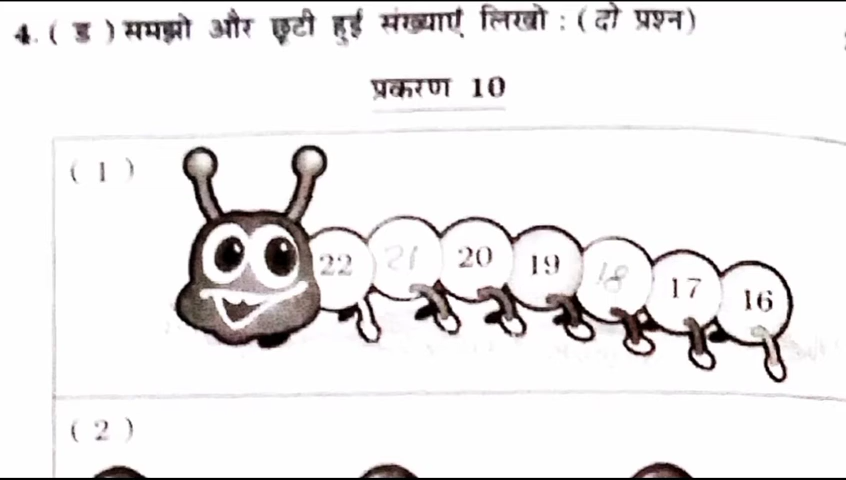 4. ( ड ) समझो और छूटी हुई संख्याएँ लिखो : ( दो प्रश्न)
प्रकरण 10
( 1 )
22 21 20 19 18 17 16
( 2 )